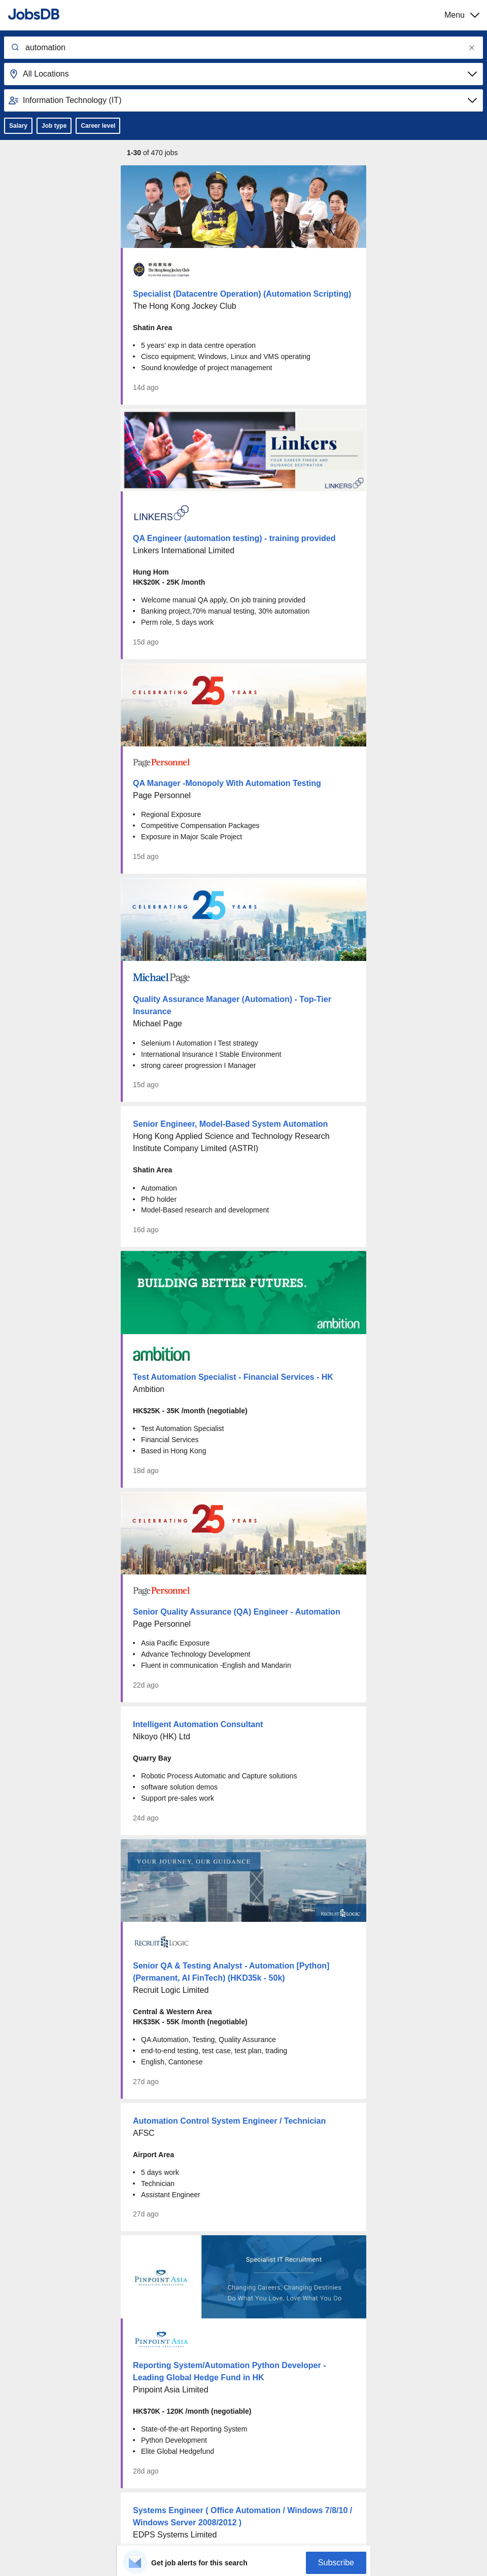 JobsDB
Menu
automation
All Locations
Information Technology (IT)
Salary
Job type
Career level
1-30 of 470 jobs
The Hong Kong Jockey Club
Specialist (Datacentre Operation) (Automation Scripting)
The Hong Kong Jockey Club
Shatin Area
• 5 years' exp in data centre operation
• Cisco equipment; Windows, Linux and VMS operating
• Sound knowledge of project management
14d ago
Linkers
YOUR CAREER FINDER AND
GUIDANCE DESTINATION
LINKERS
LINKERS
QA Engineer (automation testing) - training provided
Linkers International Limited
Hung Hom
HK$20K - 25K /month
• Welcome manual QA apply, On job training provided
• Banking project,70% manual testing, 30% automation
• Perm role, 5 days work
15d ago
CELEBRATING 25 YEARS
PagePersonnel
QA Manager -Monopoly With Automation Testing
Page Personnel
• Regional Exposure
• Competitive Compensation Packages
• Exposure in Major Scale Project
15d ago
CELEBRATING 25 YEARS
MichaelPage
Quality Assurance Manager (Automation) - Top-Tier
Insurance
Michael Page
• Selenium I Automation I Test strategy
• International Insurance I Stable Environment
• strong career progression I Manager
15d ago
Senior Engineer, Model-Based System Automation
Hong Kong Applied Science and Technology Research
Institute Company Limited (ASTRI)
Shatin Area
• Automation
• PhD holder
• Model-Based research and development
16d ago
BUILDING BETTER FUTURES.
ambition
ambition
Test Automation Specialist - Financial Services - HK
Ambition
HK$25K - 35K /month (negotiable)
• Test Automation Specialist
• Financial Services
• Based in Hong Kong
18d ago
CELEBRATING 25 YEARS
PagePersonnel
Senior Quality Assurance (QA) Engineer - Automation
Page Personnel
• Asia Pacific Exposure
• Advance Technology Development
• Fluent in communication -English and Mandarin
22d ago
Intelligent Automation Consultant
Nikoyo (HK) Ltd
Quarry Bay
• Robotic Process Automatic and Capture solutions
• software solution demos
• Support pre-sales work
24d ago
YOUR JOURNEY, OUR GUIDANCE
RECRUIT LOGIC
RECRUIT LOGIC
Senior QA & Testing Analyst - Automation [Python]
(Permanent, AI FinTech) (HKD35k - 50k)
Recruit Logic Limited
Central & Western Area
HK$35K - 55K /month (negotiable)
• QA Automation, Testing, Quality Assurance
• end-to-end testing, test case, test plan, trading
• English, Cantonese
27d ago
Automation Control System Engineer / Technician
AFSC
Airport Area
• 5 days work
• Technician
• Assistant Engineer
27d ago
PINPOINT ASIA
Specialist IT Recruitment
Changing Careers, Changing Destinies
Do What You Love, Love What You Do
PINPOINT ASIA
Reporting System/Automation Python Developer -
Leading Global Hedge Fund in HK
Pinpoint Asia Limited
HK$70K - 120K /month (negotiable)
• State-of-the-art Reporting System
• Python Development
• Elite Global Hedgefund
28d ago
Systems Engineer ( Office Automation / Windows 7/8/10 /
Windows Server 2008/2012 )
EDPS Systems Limited
Get job alerts for this search
Subscribe